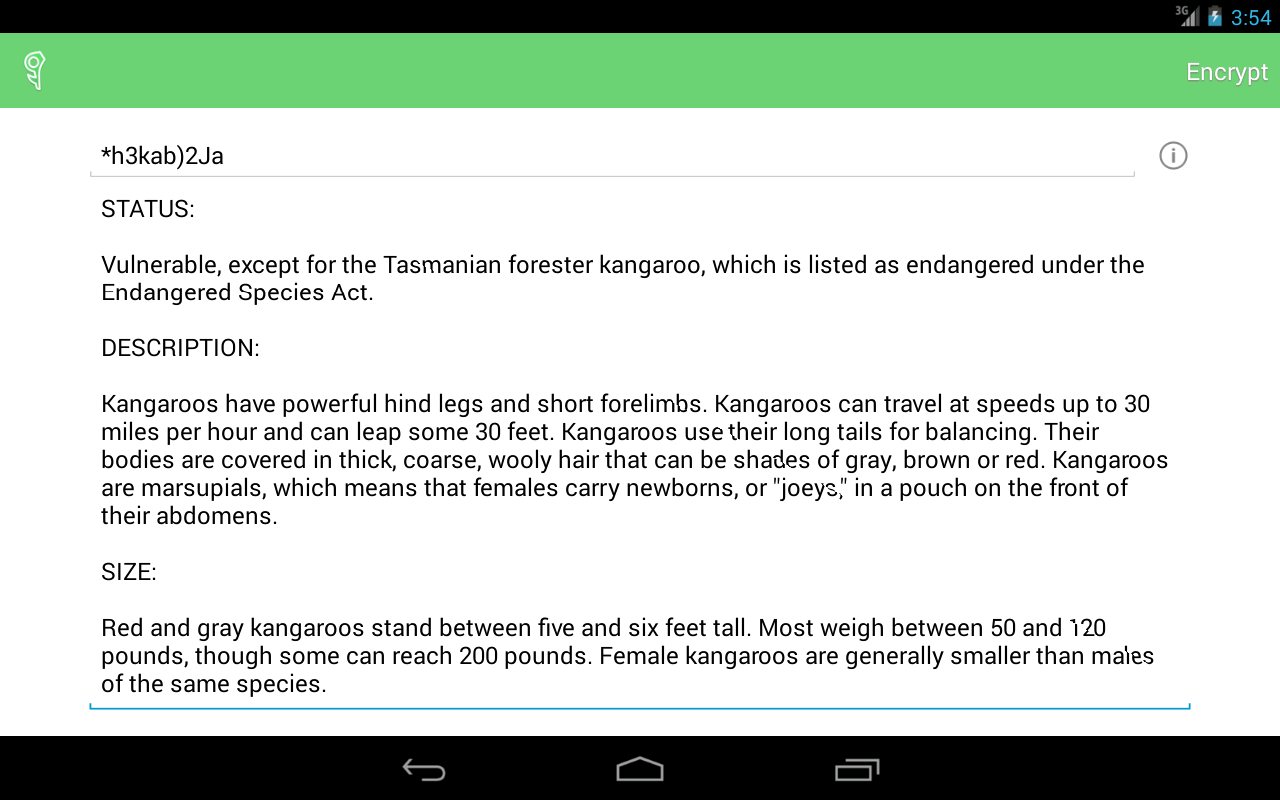 3G 3:54
Encrypt
*h3kab)2Ja
STATUS:
Vulnerable, except for the Tasmanian forester kangaroo, which is listed as endangered under the
Endangered Species Act.
DESCRIPTION:
Kangaroos have powerful hind legs and short forelimbs. Kangaroos can travel at speeds up to 30
miles per hour and can leap some 30 feet. Kangaroos use their long tails for balancing. Their
bodies are covered in thick, coarse, wooly hair that can be shades of gray, brown or red. Kangaroos
are marsupials, which means that females carry newborns, or "joeys," in a pouch on the front of
their abdomens.
SIZE:
Red and gray kangaroos stand between five and six feet tall. Most weigh between 50 and 120
pounds, though some can reach 200 pounds. Female kangaroos are generally smaller than males
of the same species.